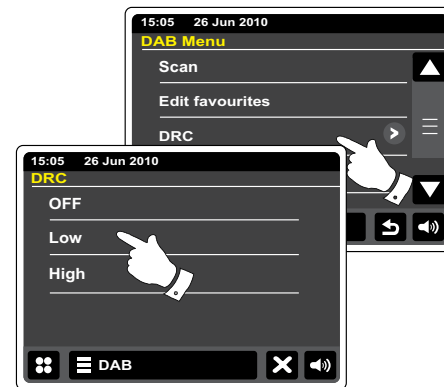 15:05 26 Jun 2010
DAB Menu
Scan
Edit favourites
DRC
15:05 26 Jun 2010
DRC
OFF
Low
High
DAB